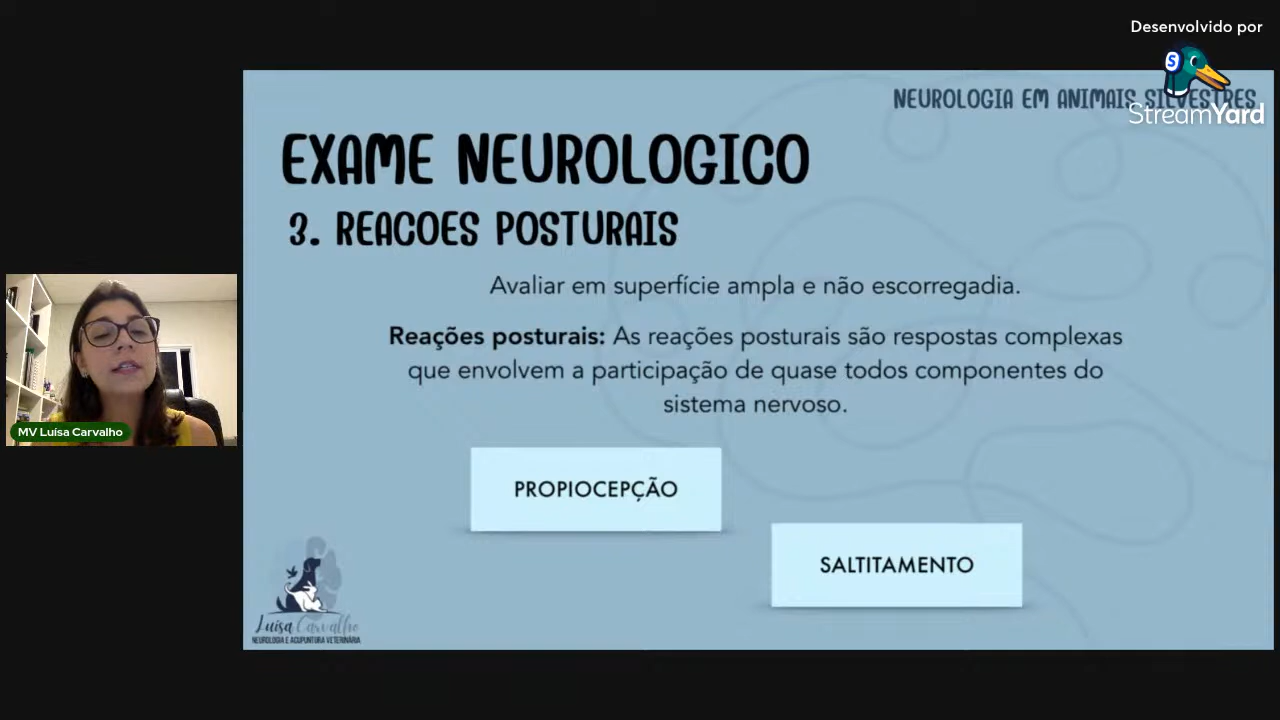 Desenvolvido por
StreamYard
NEUROLOGIA EM ANIMAIS SILVESTRES
EXAME NEUROLOGICO
3. REACOES POSTURAIS
Avaliar em superfície ampla e não escorregadia.
Reações posturais: As reações posturais são respostas complexas
que envolvem a participação de quase todos componentes do
sistema nervoso.
PROPIOCEPÇÃO
SALTITAMENTO
MV Luísa Carvalho
Luísa Carvalho
NEUROLOGIA E ACUPUNTURA VETERINÁRIA